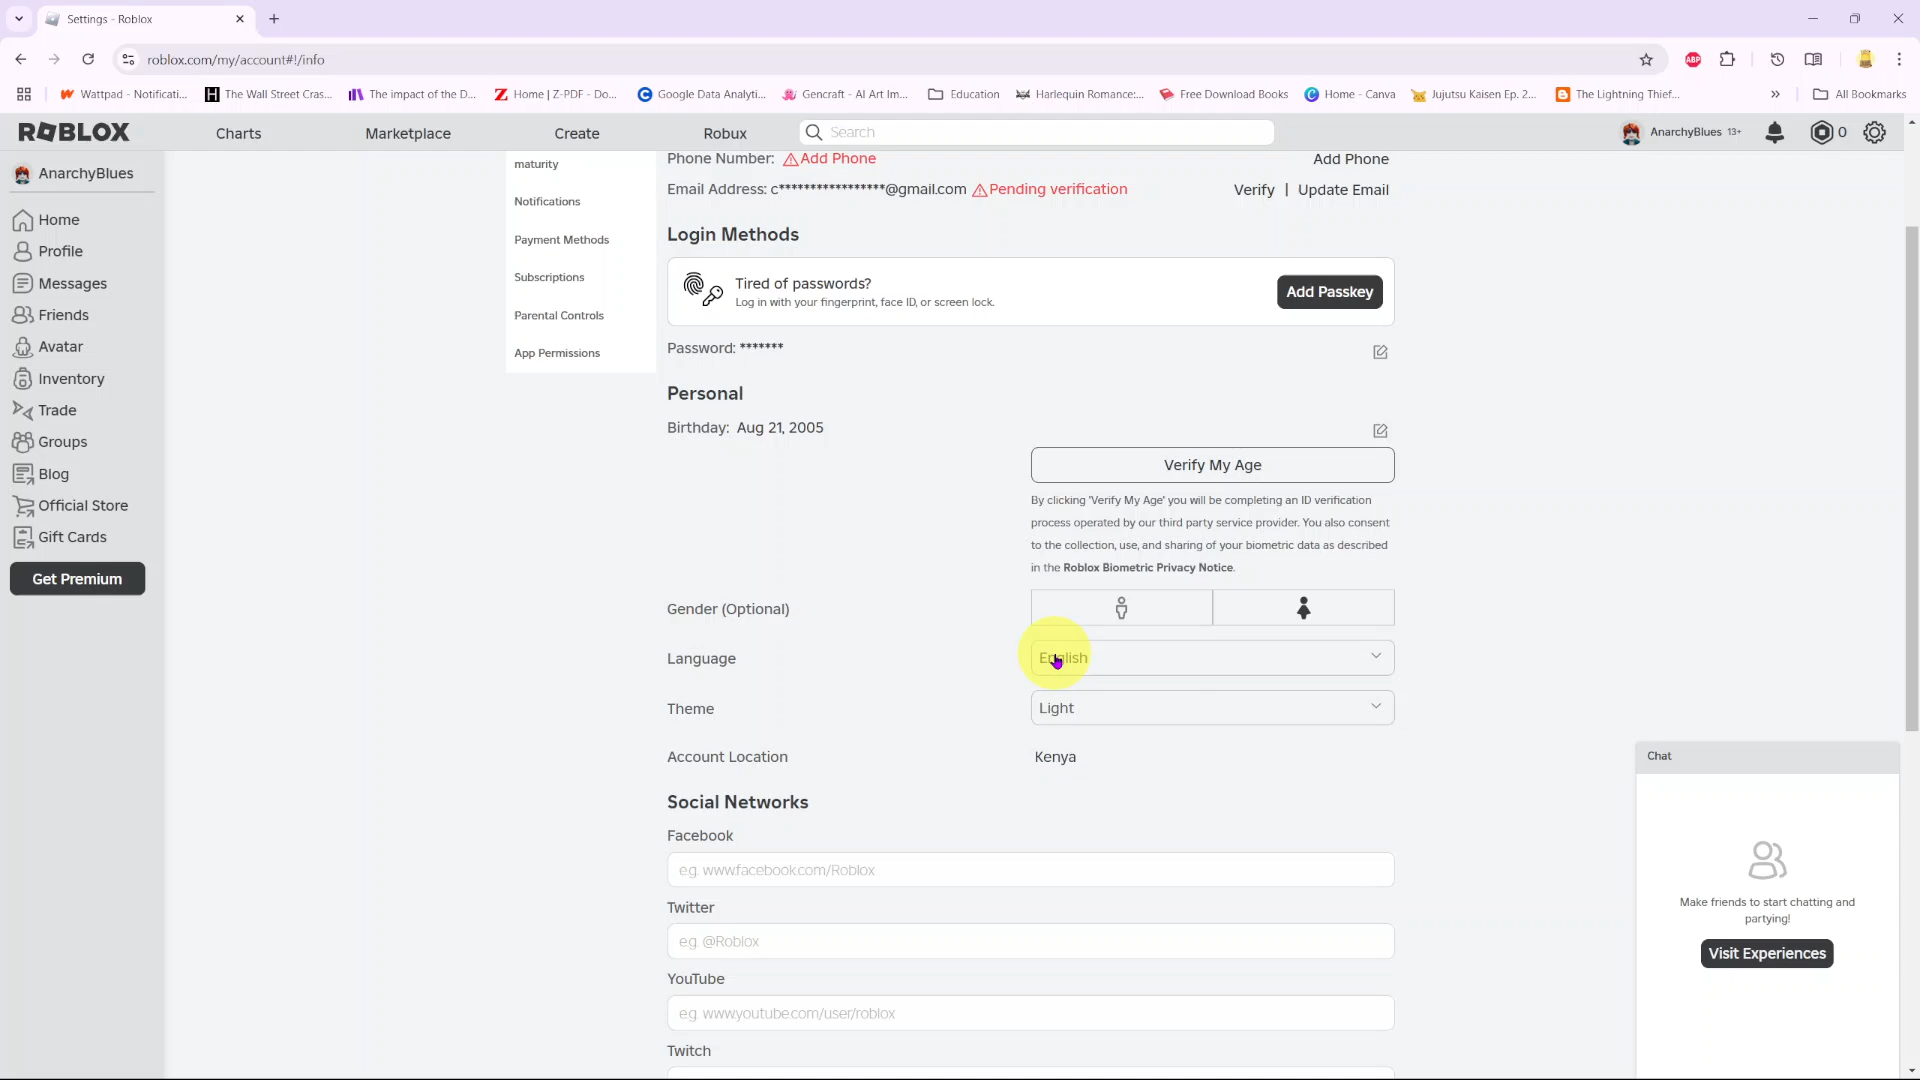 Settings - Roblox
roblox.com/my/account#!/info
ABP
Wattpad - Notificati...
The Wall Street Cras...
The impact of the D...
Home | Z-PDF - Do...
Google Data Analyti...
Gencraft - AI Art Im...
Education
Harlequin Romance:...
Free Download Books
Home - Canva
Jujutsu Kaisen Ep. 2...
The Lightning Thief...
All Bookmarks
ROBLOX
Charts
Marketplace
Create
Robux
Search
AnarchyBlues 13+
0
AnarchyBlues
Home
Profile
Messages
Friends
Avatar
Inventory
Trade
Groups
Blog
Official Store
Gift Cards
Get Premium
maturity
Notifications
Payment Methods
Subscriptions
Parental Controls
App Permissions
Phone Number: Add Phone
Add Phone
Email Address: c*****************@gmail.com Pending verification
Verify | Update Email
Login Methods
Tired of passwords?
Log in with your fingerprint, face ID, or screen lock.
Add Passkey
Password: *******
Personal
Birthday: Aug 21, 2005
Verify My Age
By clicking 'Verify My Age' you will be completing an ID verification
process operated by our third party service provider. You also consent
to the collection, use, and sharing of your biometric data as described
in the Roblox Biometric Privacy Notice.
Gender (Optional)
Language
English
Theme
Light
Account Location
Kenya
Social Networks
Facebook
e.g. www.facebook.com/Roblox
Twitter
e.g. @Roblox
YouTube
e.g. www.youtube.com/user/roblox
Twitch
Chat
Make friends to start chatting and
partying!
Visit Experiences